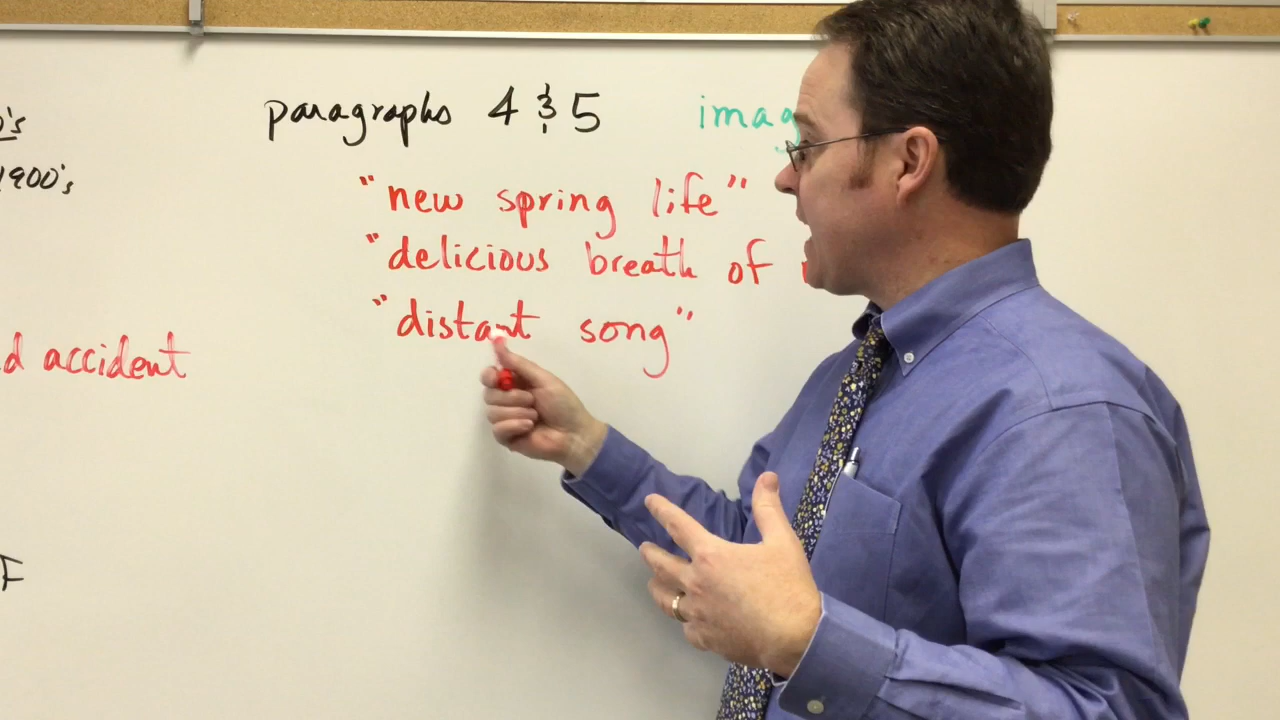 1900's
d accident
F
paragraphs 4 & 5
imag
"new spring life"
"delicious breath of
"distant song"